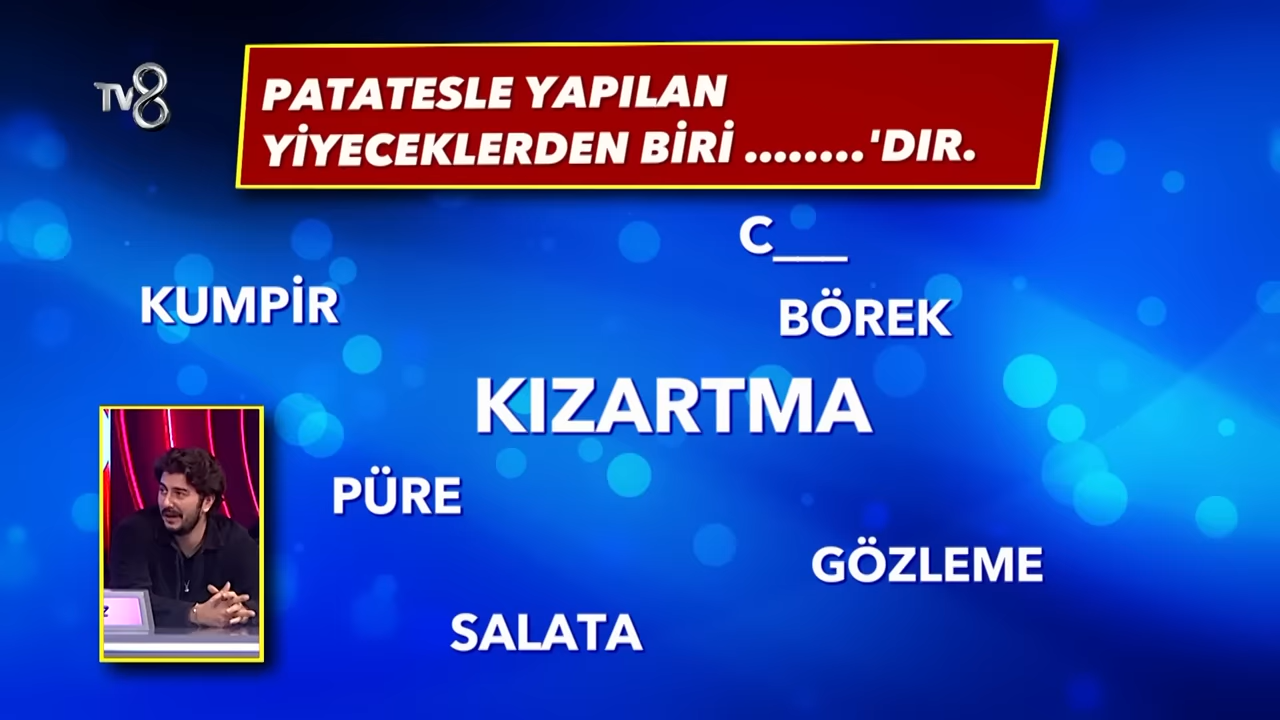 TV8
PATATESLE YAPILAN
YİYECEKLERDEN BİRİ ........'DIR.
C___
KUMPİR
BÖREK
KIZARTMA
PÜRE
GÖZLEME
Z
SALATA